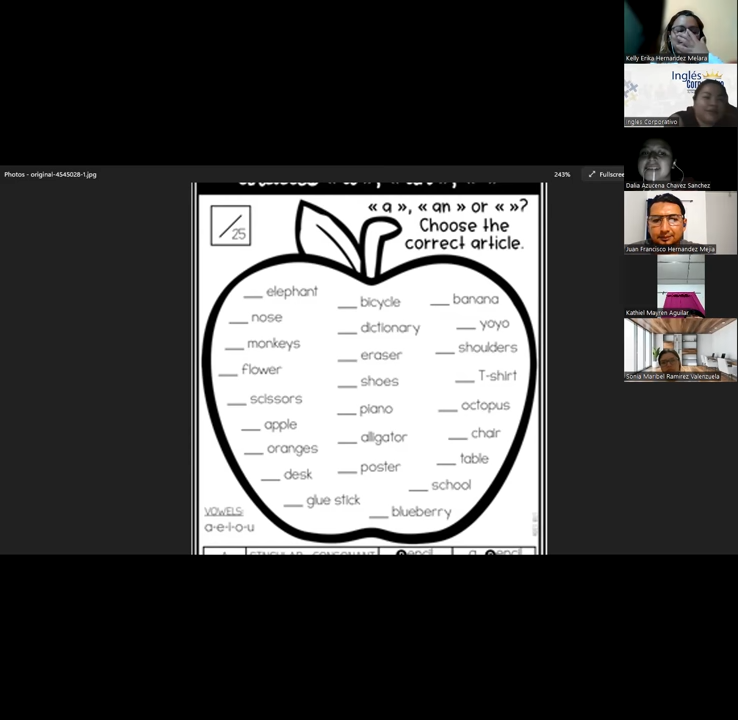 Photos - original-4545028-1.jpg
243%
Fullscree
« a », « an » or « »?
Choose the
correct article.
25
___ elephant
___ nose
___ monkeys
___ flower
___ scissors
___ apple
___ oranges
___ desk
___ glue stick
___ bicycle
___ dictionary
___ eraser
___ shoes
___ piano
___ alligator
___ poster
___ blueberry
___ banana
___ yoyo
___ shoulders
___ T-shirt
___ octopus
___ chair
___ table
___ school
VOWELS:
a-e-i-o-u
Kelly Erika Hernandez Melara
Inglés
Inglés Corporativo
Dalia Azucena Chavez Sanchez
Juan Francisco Hernandez Mejia
Kathiel Mayren Aguilar
Sonia Maribel Ramirez Valenzuela